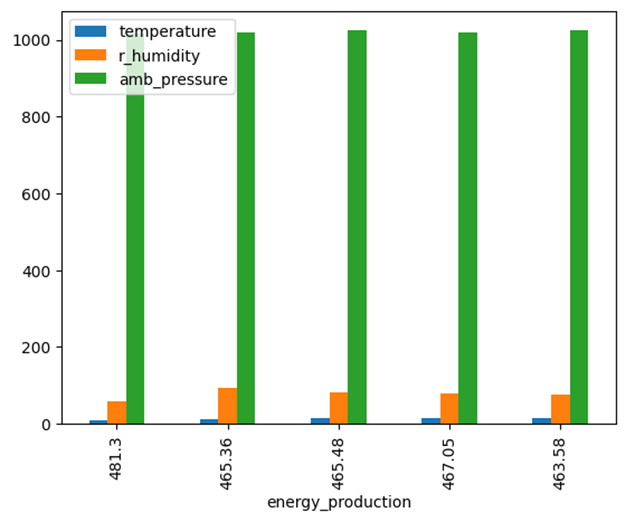 temperature
r_humidity
amb_pressure
1000
800
600
400
200
0
481.3
465.36
465.48
467.05
463.58
energy_production